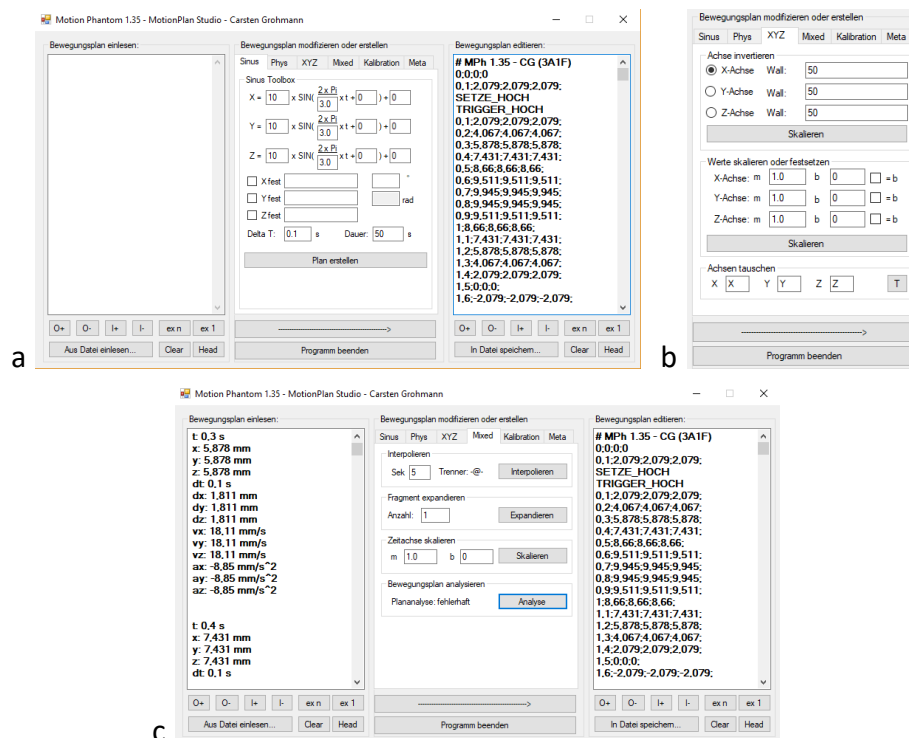 Motion Phantom 1.35 - MotionPlan Studio - Carsten Grohmann
Bewegungsplan einlesen:
O+ O- I+ I- ex n ex 1
Aus Datei einlesen... Clear Head
Bewegungsplan modifizieren oder erstellen
Sinus Phys XYZ Mixed Kalibration Meta
Sinus Toolbox
X = 10 x SIN( 2 x Pi / 3.0 x t + 0 ) + 0
Y = 10 x SIN( 2 x Pi / 3.0 x t + 0 ) + 0
Z = 10 x SIN( 2 x Pi / 3.0 x t + 0 ) + 0
X fest °
Y fest rad
Z fest
Delta T: 0.1 s Dauer: 50 s
Plan erstellen
------------------------------------------------>
Programm beenden
Bewegungsplan editieren:
# MPh 1.35 - CG (3A1F)
0;0;0;0
0,1;2,079;2,079;2,079;
SETZE_HOCH
TRIGGER_HOCH
0,1;2,079;2,079;2,079;
0,2;4,067;4,067;4,067;
0,3;5,878;5,878;5,878;
0,4;7,431;7,431;7,431;
0,5;8,66;8,66;8,66;
0,6;9,511;9,511;9,511;
0,7;9,945;9,945;9,945;
0,8;9,945;9,945;9,945;
0,9;9,511;9,511;9,511;
1;8,66;8,66;8,66;
1,1;7,431;7,431;7,431;
1,2;5,878;5,878;5,878;
1,3;4,067;4,067;4,067;
1,4;2,079;2,079;2,079;
1,5;0;0;0;
1,6;-2,079;-2,079;-2,079;
O+ O- I+ I- ex n ex 1
In Datei speichern... Clear Head
a
Bewegungsplan modifizieren oder erstellen
Sinus Phys XYZ Mixed Kalibration Meta
Achse invertieren
X-Achse Wall: 50
Y-Achse Wall: 50
Z-Achse Wall: 50
Skalieren
Werte skalieren oder festsetzen
X-Achse: m 1.0 b 0 = b
Y-Achse: m 1.0 b 0 = b
Z-Achse: m 1.0 b 0 = b
Skalieren
Achsen tauschen
X X Y Y Z Z T
------------------------------------------------>
Programm beenden
b
Motion Phantom 1.35 - MotionPlan Studio - Carsten Grohmann
Bewegungsplan einlesen:
t: 0,3 s
x: 5,878 mm
y: 5,878 mm
z: 5,878 mm
dt: 0,1 s
dx: 1,811 mm
dy: 1,811 mm
dz: 1,811 mm
vx: 18,11 mm/s
vy: 18,11 mm/s
vz: 18,11 mm/s
ax: -8,85 mm/s^2
ay: -8,85 mm/s^2
az: -8,85 mm/s^2
t: 0,4 s
x: 7,431 mm
y: 7,431 mm
z: 7,431 mm
dt: 0,1 s
O+ O- I+ I- ex n ex 1
Aus Datei einlesen... Clear Head
Bewegungsplan modifizieren oder erstellen
Sinus Phys XYZ Mixed Kalibration Meta
Interpolieren
Sek 5 Trenner: -@- Interpolieren
Fragment expandieren
Anzahl: 1 Expandieren
Zeitachse skalieren
m 1.0 b 0 Skalieren
Bewegungsplan analysieren
Plananalyse: fehlerhaft Analyse
------------------------------------------------>
Programm beenden
Bewegungsplan editieren:
# MPh 1.35 - CG (3A1F)
0;0;0;0
0,1;2,079;2,079;2,079;
SETZE_HOCH
TRIGGER_HOCH
0,1;2,079;2,079;2,079;
0,2;4,067;4,067;4,067;
0,3;5,878;5,878;5,878;
0,4;7,431;7,431;7,431;
0,5;8,66;8,66;8,66;
0,6;9,511;9,511;9,511;
0,7;9,945;9,945;9,945;
0,8;9,945;9,945;9,945;
0,9;9,511;9,511;9,511;
1;8,66;8,66;8,66;
1,1;7,431;7,431;7,431;
1,2;5,878;5,878;5,878;
1,3;4,067;4,067;4,067;
1,4;2,079;2,079;2,079;
1,5;0;0;0;
1,6;-2,079;-2,079;-2,079;
O+ O- I+ I- ex n ex 1
In Datei speichern... Clear Head
c